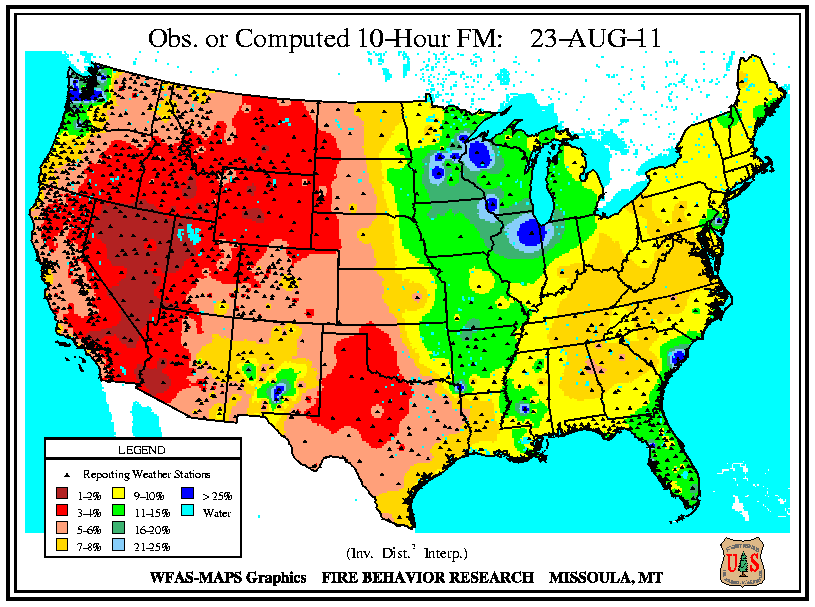 Obs. or Computed 10-Hour FM: 23-AUG-11
LEGEND
Reporting Weather Stations
1-2% 9-10% > 25%
3-4% 11-15% Water
5-6% 16-20%
7-8% 21-25%
(Inv. Dist.² Interp.)
WFAS-MAPS Graphics FIRE BEHAVIOR RESEARCH MISSOULA, MT
U S